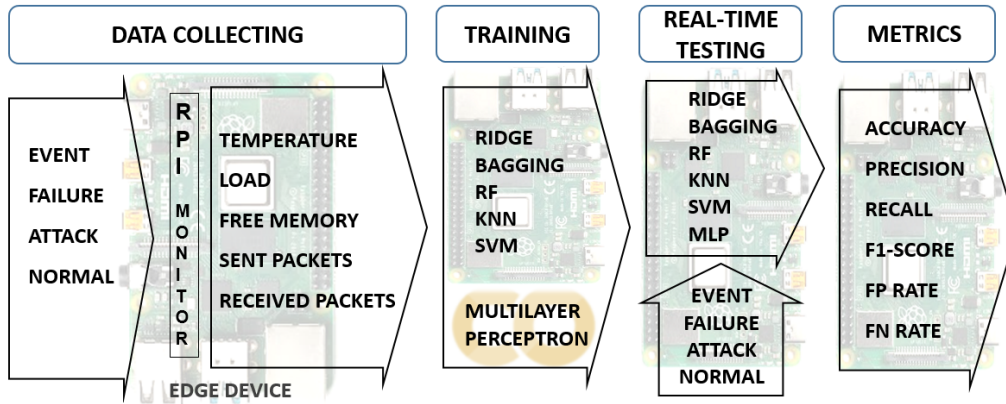 DATA COLLECTING
EVENT
FAILURE
ATTACK
NORMAL
RPI MONITOR
TEMPERATURE
LOAD
FREE MEMORY
SENT PACKETS
RECEIVED PACKETS
EDGE DEVICE
TRAINING
RIDGE
BAGGING
RF
KNN
SVM
MULTILAYER
PERCEPTRON
REAL-TIME
TESTING
RIDGE
BAGGING
RF
KNN
SVM
MLP
EVENT
FAILURE
ATTACK
NORMAL
METRICS
ACCURACY
PRECISION
RECALL
F1-SCORE
FP RATE
FN RATE